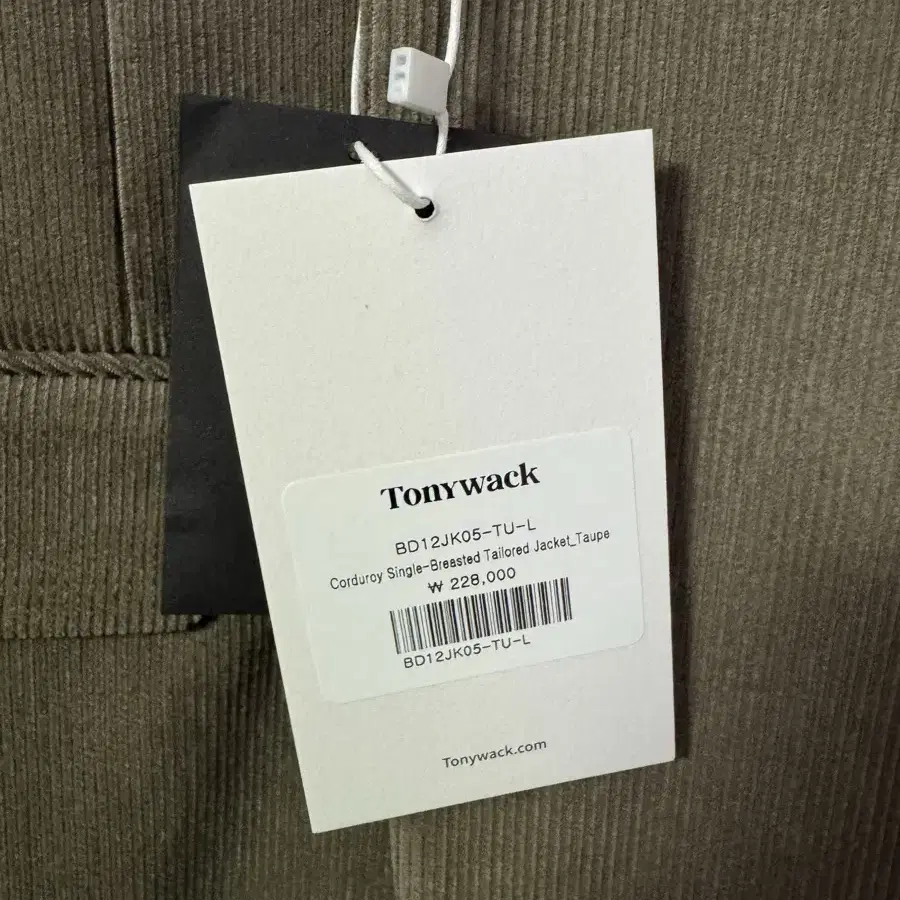 Tonywack
BD12JK05-TU-L
Corduroy Single-Breasted Tailored Jacket_Taupe
₩ 228,000
BD12JK05-TU-L
Tonywack.com